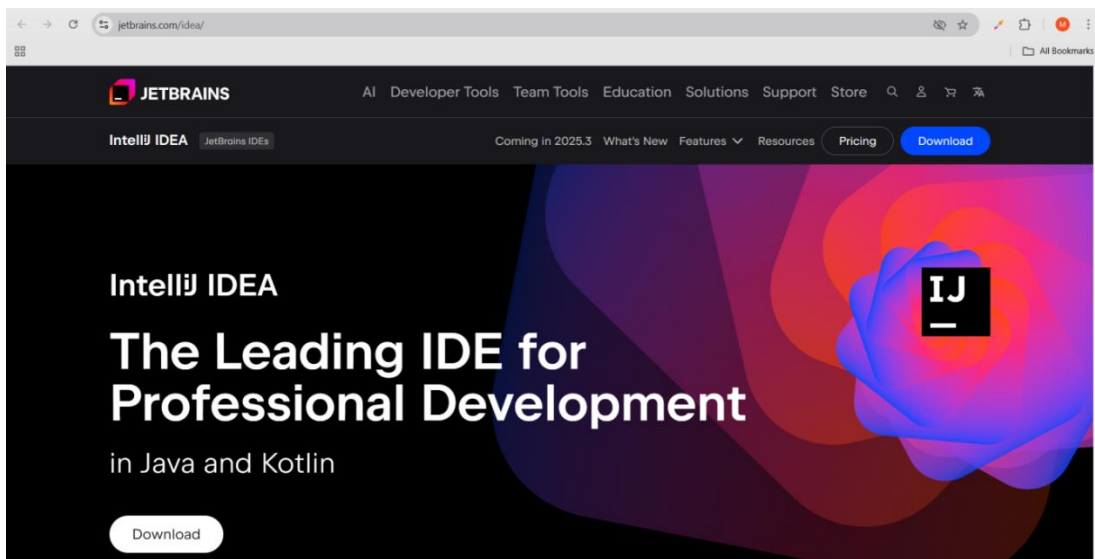 jetbrains.com/idea/
M
All Bookmarks
JETBRAINS
AI Developer Tools Team Tools Education Solutions Support Store
IntelliJ IDEA JetBrains IDEs
Coming in 2025.3 What's New Features Resources Pricing Download
IntelliJ IDEA
IJ
The Leading IDE for
Professional Development
in Java and Kotlin
Download